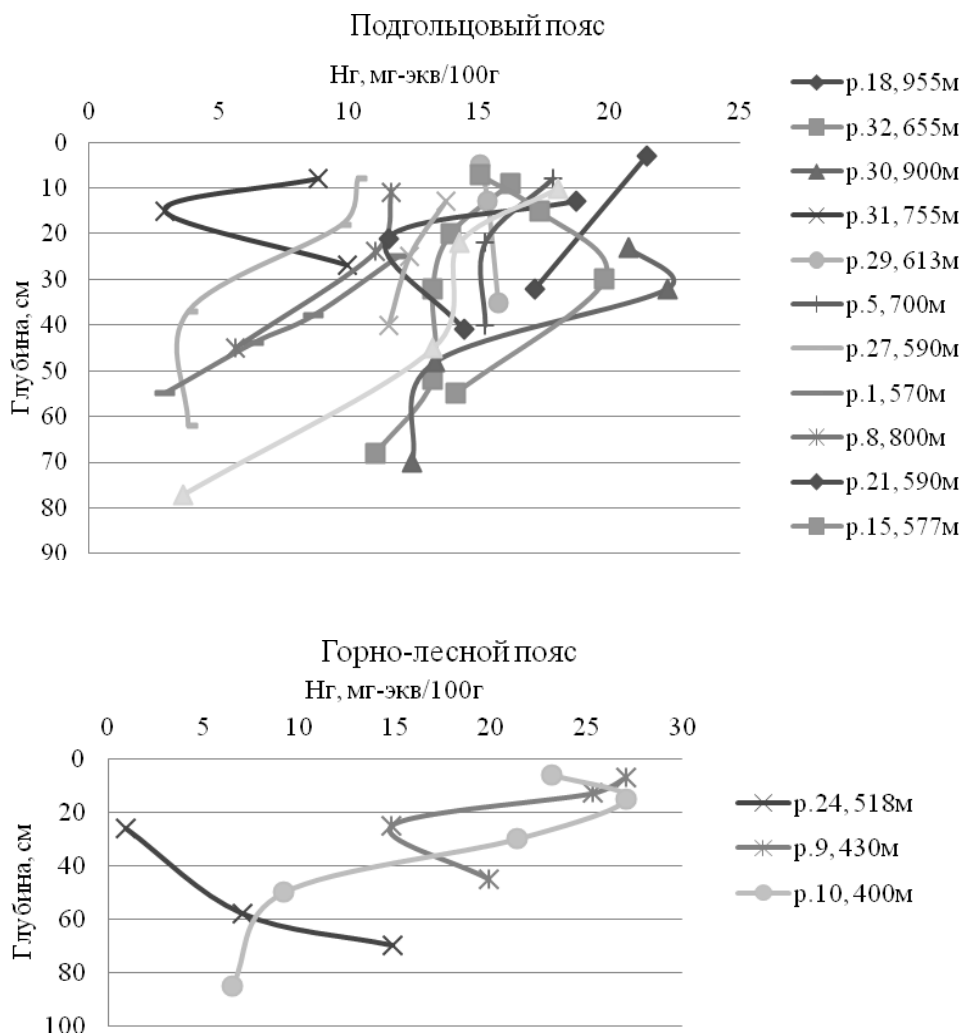 Подгольцовый пояс
Нг, мг-экв/100г
0 5 10 15 20 25
0
10
20
30
40
50
60
70
80
90
Глубина, см
р.18, 955м
р.32, 655м
р.30, 900м
р.31, 755м
р.29, 613м
р.5, 700м
р.27, 590м
р.1, 570м
р.8, 800м
р.21, 590м
р.15, 577м
Горно-лесной пояс
Нг, мг-экв/100г
0 5 10 15 20 25 30
0
20
40
60
80
100
Глубина, см
р.24, 518м
р.9, 430м
р.10, 400м